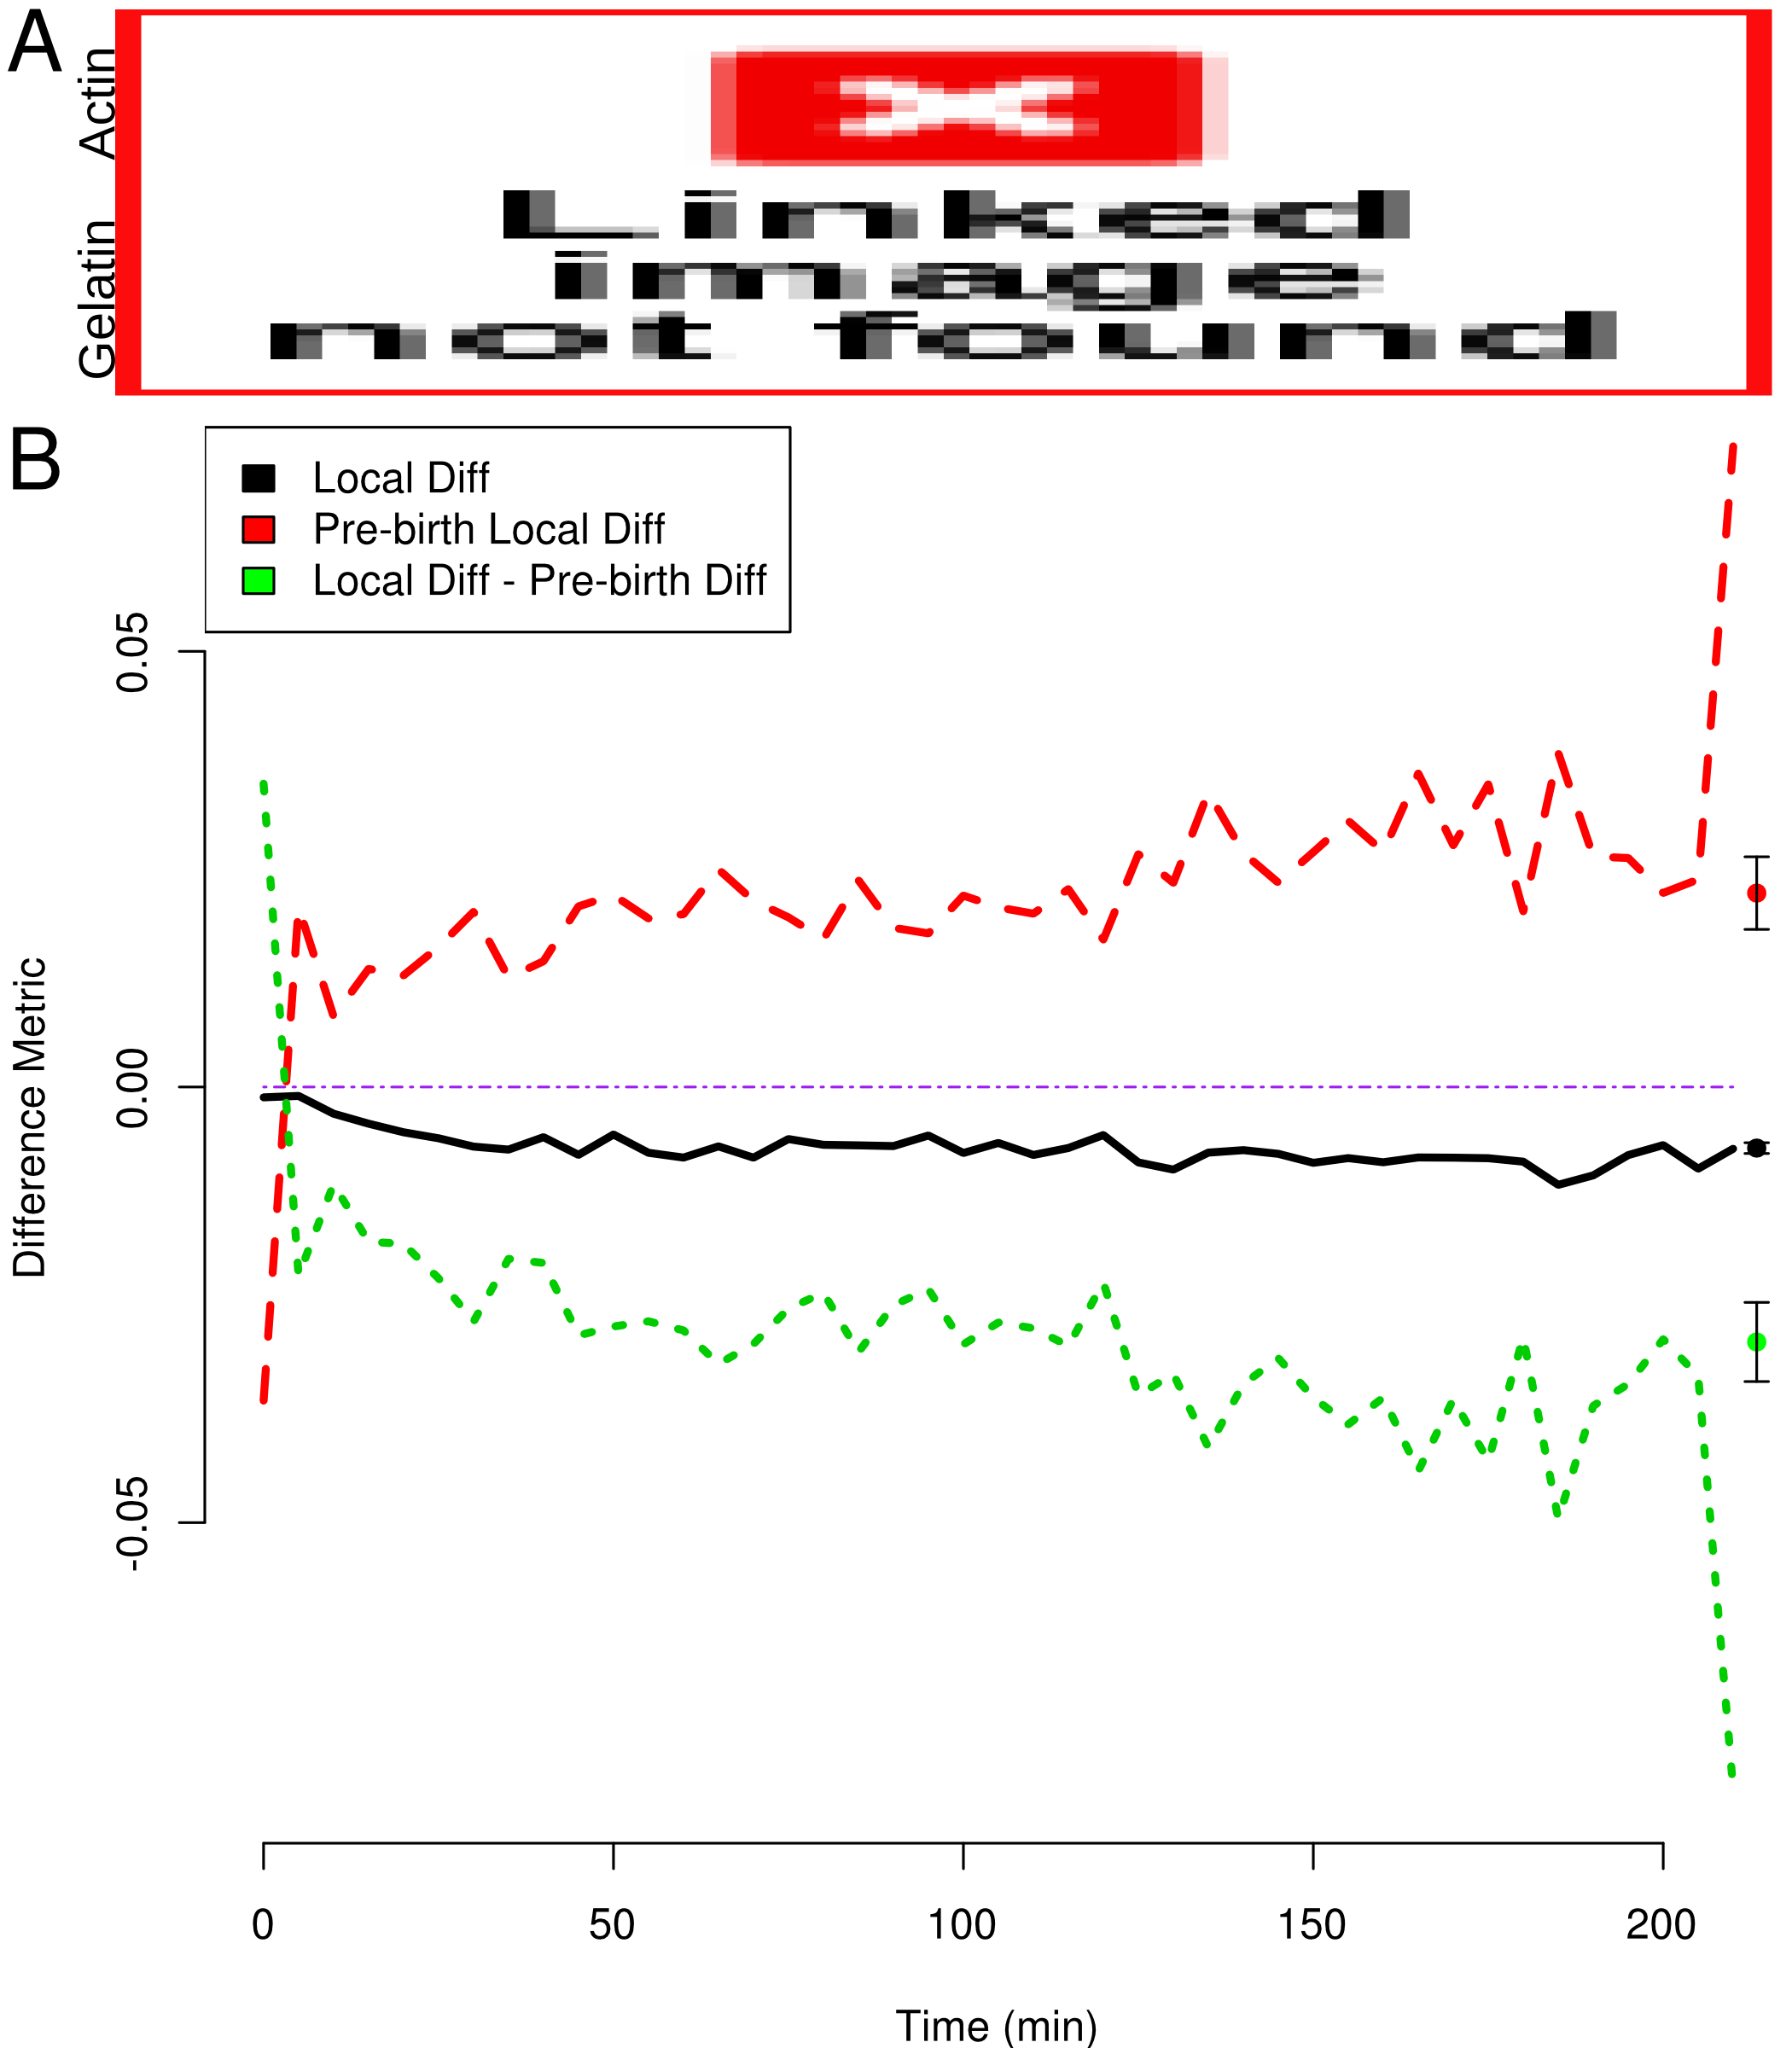 A
Actin
Gelatin
Linked
image
not found
B
Local Diff
Pre-birth Local Diff
Local Diff - Pre-birth Diff
Difference Metric
0.05
0.00
-0.05
0 50 100 150 200
Time (min)